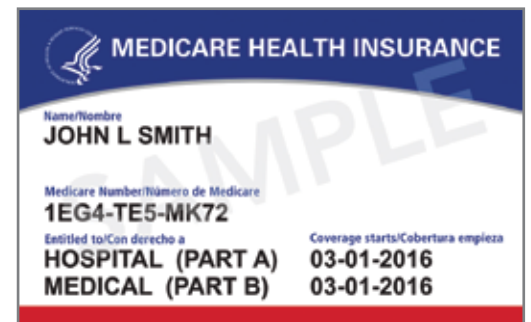 MEDICARE HEALTH INSURANCE
Name/Nombre
JOHN L SMITH
Medicare Number/Número de Medicare
1EG4-TE5-MK72
Entitled to/Con derecho a Coverage starts/Cobertura empieza
HOSPITAL (PART A) 03-01-2016
MEDICAL (PART B) 03-01-2016
SAMPLE